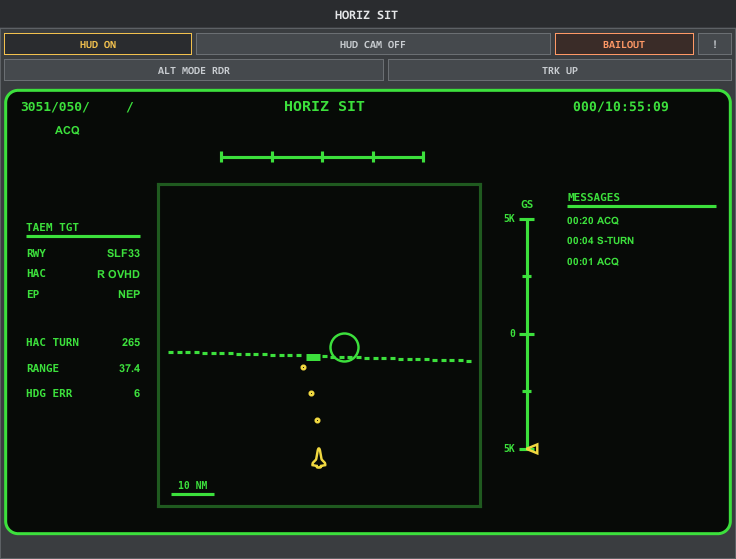 HORIZ SIT
HUD ON HUD CAM OFF BAILOUT !
ALT MODE RDR TRK UP
3051/050/ / HORIZ SIT 000/10:55:09
ACQ
TAEM TGT
RWY SLF33
HAC R OVHD
EP NEP
HAC TURN 265
RANGE 37.4
HDG ERR 6
10 NM
GS
5K
0
5K
MESSAGES
00:20 ACQ
00:04 S-TURN
00:01 ACQ